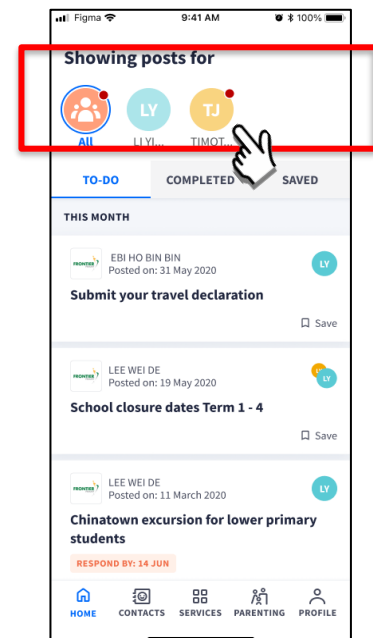 Figma 9:41 AM 100%
Showing posts for
LY TJ
All LI YI... TIMOT...
TO-DO COMPLETED SAVED
THIS MONTH
FRONTIER EBI HO BIN BIN LY
Posted on: 31 May 2020
Submit your travel declaration
Save
FRONTIER LEE WEI DE LY
Posted on: 19 May 2020
School closure dates Term 1 - 4
Save
FRONTIER LEE WEI DE LY
Posted on: 11 March 2020
Chinatown excursion for lower primary
students
RESPOND BY: 14 JUN
HOME CONTACTS SERVICES PARENTING PROFILE